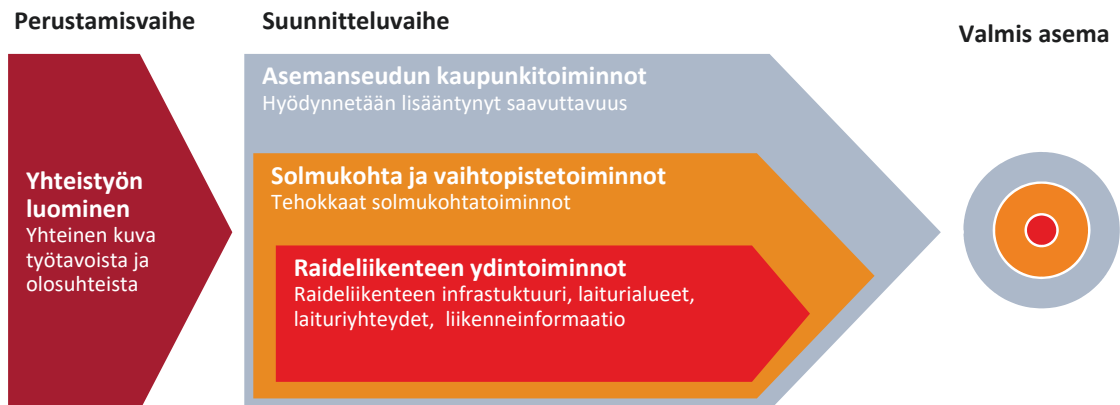 Perustamisvaihe
Suunnitteluvaihe
Valmis asema
Yhteistyön
luominen
Yhteinen kuva
työtavoista ja
olosuhteista
Asemanseudun kaupunkitoiminnot
Hyödynnetään lisääntynyt saavuttavuus
Solmukohta ja vaihtopistetoiminnot
Tehokkaat solmukohtatoiminnot
Raideliikenteen ydintoiminnot
Raideliikenteen infrastuktuuri, laiturialueet,
laituriyhteydet, liikenneinformaatio